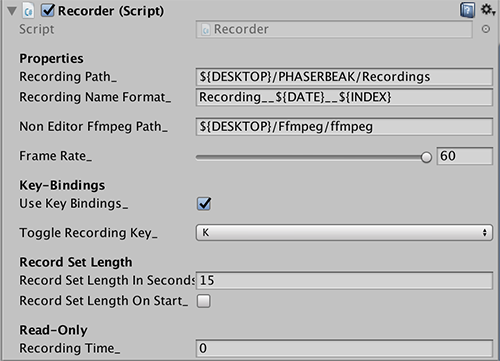 Recorder (Script)
Script Recorder
Properties
Recording Path_ ${DESKTOP}/PHASERBEAK/Recordings
Recording Name Format_ Recording__${DATE}__${INDEX}
Non Editor Ffmpeg Path_ ${DESKTOP}/Ffmpeg/ffmpeg
Frame Rate_ 60
Key-Bindings
Use Key Bindings_
Toggle Recording Key_ K
Record Set Length
Record Set Length In Seconds 15
Record Set Length On Start_
Read-Only
Recording Time_ 0